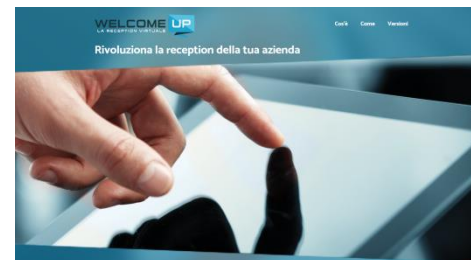 WELCOME UP
LA RECEPTION VIRTUALE
Cos'è Come Versioni
Rivoluziona la reception della tua azienda